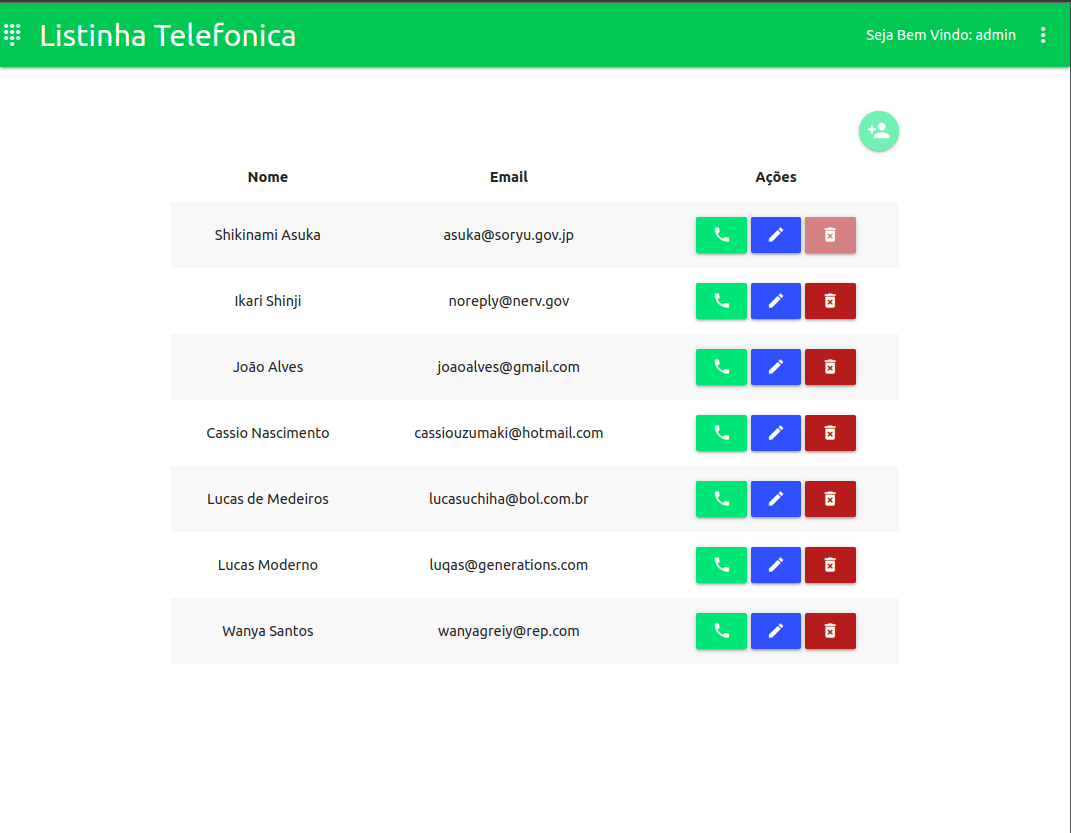 Listinha Telefonica Seja Bem Vindo: admin
Nome Email Ações
Shikinami Asuka asuka@soryu.gov.jp
Ikari Shinji noreply@nerv.gov
João Alves joaoalves@gmail.com
Cassio Nascimento cassiouzumaki@hotmail.com
Lucas de Medeiros lucasuchiha@bol.com.br
Lucas Moderno luqas@generations.com
Wanya Santos wanyagreiy@rep.com